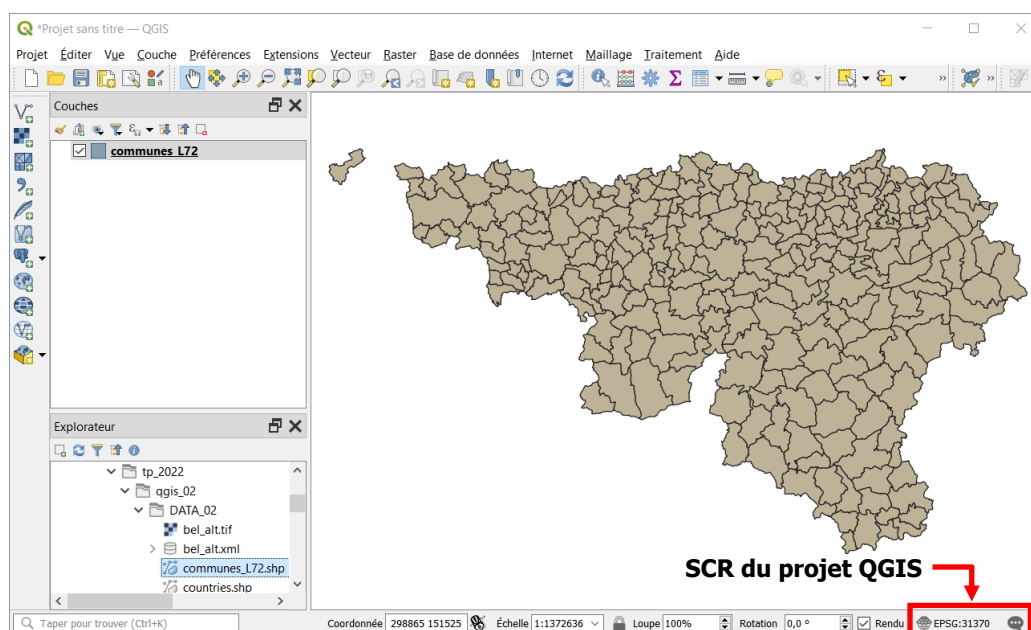 *Projet sans titre — QGIS
Projet Éditer Vue Couche Préférences Extensions Vecteur Raster Base de données Internet Maillage Traitement Aide
Couches
communes_L72
Explorateur
tp_2022
qgis_02
DATA_02
bel_alt.tif
bel_alt.xml
communes_L72.shp
countries.shp
SCR du projet QGIS
Taper pour trouver (Ctrl+K)
Coordonnée 298865 151525 Échelle 1:1372636 Loupe 100% Rotation 0,0 ° Rendu EPSG:31370